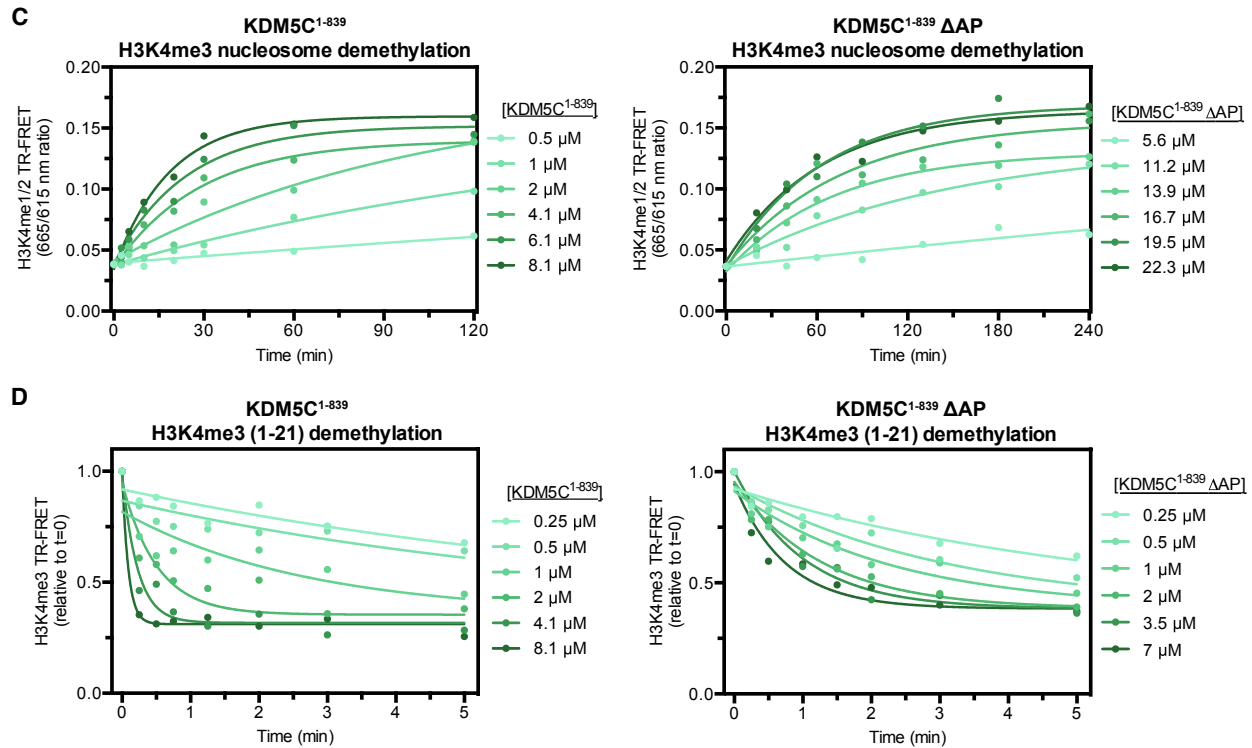 C
KDM5C¹⁻⁸³⁹
H3K4me3 nucleosome demethylation
H3K4me1/2 TR-FRET
(665/615 nm ratio)
0.20
0.15
0.10
0.05
0.00
0
30
60
90
120
Time (min)
[KDM5C¹⁻⁸³⁹]
0.5 µM
1 µM
2 µM
4.1 µM
6.1 µM
8.1 µM
KDM5C¹⁻⁸³⁹ ΔAP
H3K4me3 nucleosome demethylation
H3K4me1/2 TR-FRET
(665/615 nm ratio)
0.20
0.15
0.10
0.05
0.00
0
60
120
180
240
Time (min)
[KDM5C¹⁻⁸³⁹ ΔAP]
5.6 µM
11.2 µM
13.9 µM
16.7 µM
19.5 µM
22.3 µM
D
KDM5C¹⁻⁸³⁹
H3K4me3 (1-21) demethylation
H3K4me3 TR-FRET
(relative to t=0)
1.0
0.5
0.0
0
1
2
3
4
5
Time (min)
[KDM5C¹⁻⁸³⁹]
0.25 µM
0.5 µM
1 µM
2 µM
4.1 µM
8.1 µM
KDM5C¹⁻⁸³⁹ ΔAP
H3K4me3 (1-21) demethylation
H3K4me3 TR-FRET
(relative to t=0)
1.0
0.5
0.0
0
1
2
3
4
5
Time (min)
[KDM5C¹⁻⁸³⁹ ΔAP]
0.25 µM
0.5 µM
1 µM
2 µM
3.5 µM
7 µM